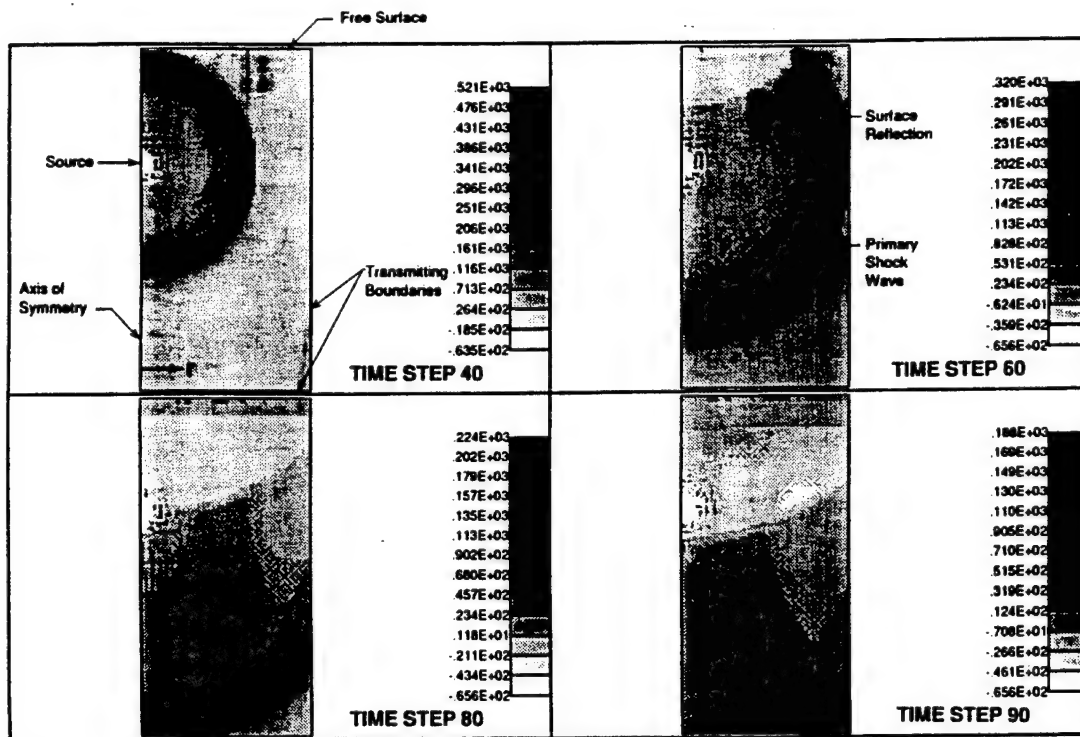 Free Surface
Source
Axis of
Symmetry
Transmitting
Boundaries
.521E+03
.476E+03
.431E+03
.386E+03
.341E+03
.296E+03
.251E+03
.206E+03
.161E+03
.116E+03
.713E+02
.264E+02
-.185E+02
-.635E+02
TIME STEP 40
Surface
Reflection
Primary
Shock
Wave
.320E+03
.291E+03
.261E+03
.231E+03
.202E+03
.172E+03
.142E+03
.113E+03
.828E+02
.531E+02
.234E+02
-.624E+01
-.359E+02
-.656E+02
TIME STEP 60
.224E+03
.202E+03
.179E+03
.157E+03
.135E+03
.113E+03
.902E+02
.680E+02
.457E+02
.234E+02
.118E+01
-.211E+02
-.434E+02
-.656E+02
TIME STEP 80
.188E+03
.169E+03
.149E+03
.130E+03
.110E+03
.905E+02
.710E+02
.515E+02
.319E+02
.124E+02
-.708E+01
-.266E+02
-.461E+02
-.656E+02
TIME STEP 90